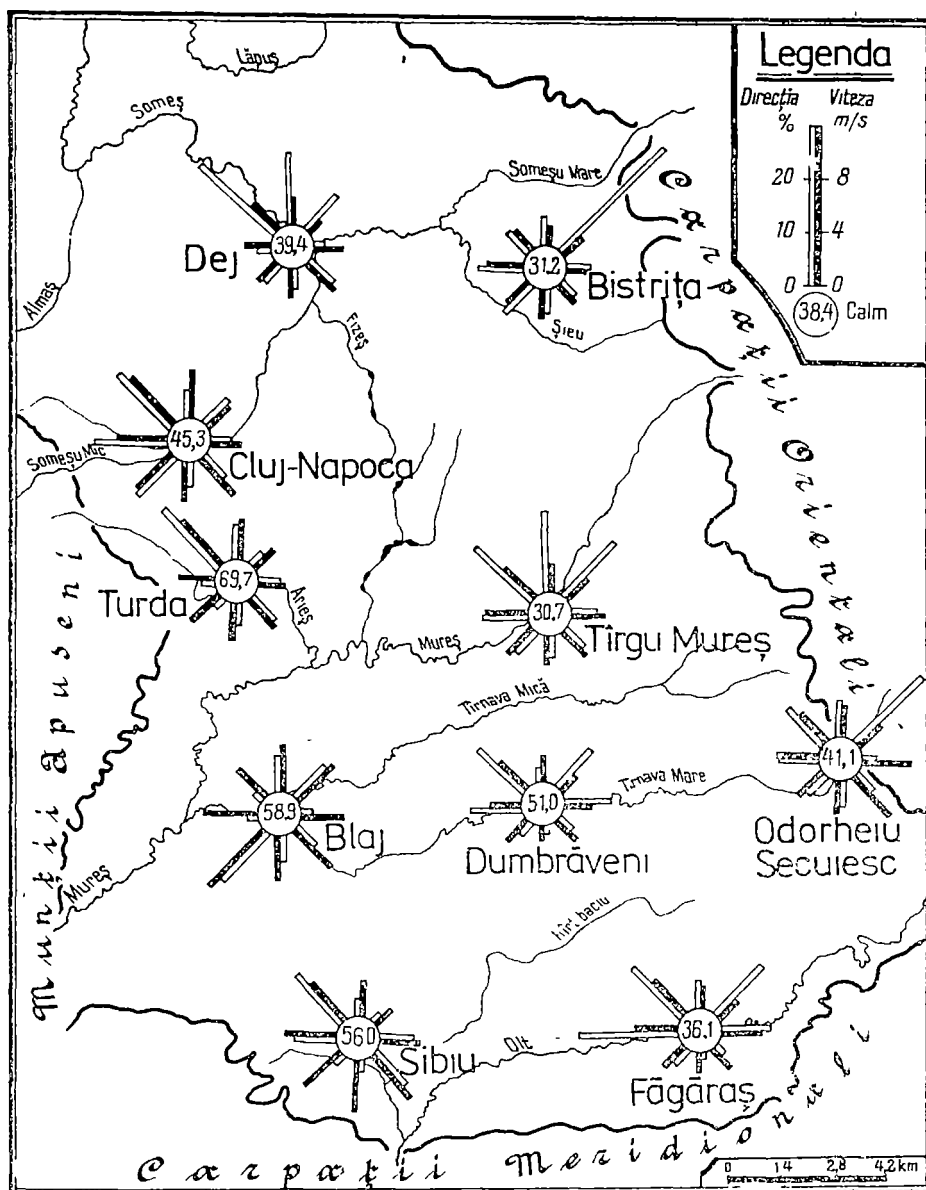 Legenda
Direcția Viteza
% m/s
20 8
10 4
0 0
38,4 Calm
Lăpuș
Someș
Someșu Mare
39,4
Dej
31,2
Bistrița
Almaș
Fizeș
Șieu
Carpații Orientali
45,3
Cluj-Napoca
Someșu Mic
69,7
Turda
Arieș
Munții Apuseni
30,7
Tîrgu Mureș
Mureș
Tîrnava Mică
41,1
Odorheiu
Secuiesc
58,9
Blaj
51,0
Dumbrăveni
Tîrnava Mare
Mureș
56 0
Sibiu
Olt
36,1
Făgăraș
Carpații Meridionali
0 1 4 2,8 4,2 km